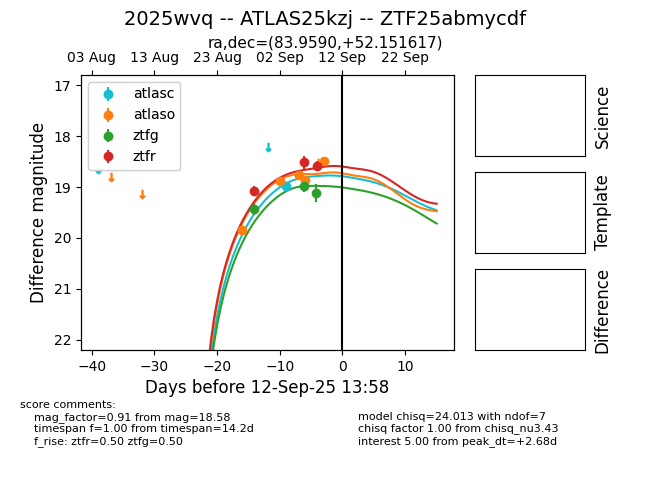 2025wvq -- ATLAS25kzj -- ZTF25abmycdf
ra,dec=(83.9590,+52.151617)
03 Aug 13 Aug 23 Aug 02 Sep 12 Sep 22 Sep
atlasc
atlaso
ztfg
ztfr
17
18
19
20
21
22
Difference magnitude
−40 −30 −20 −10 0 10
Days before 12-Sep-25 13:58
Science
Template
Difference
score comments:
mag_factor=0.91 from mag=18.58
timespan f=1.00 from timespan=14.2d
f_rise: ztfr=0.50 ztfg=0.50
model chisq=24.013 with ndof=7
chisq factor 1.00 from chisq_nu3.43
interest 5.00 from peak_dt=+2.68d